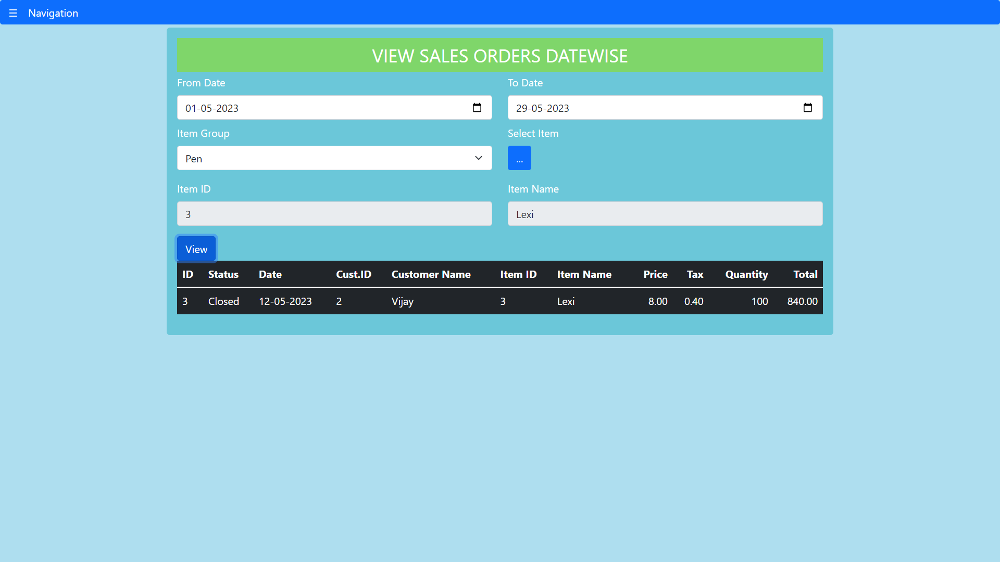 ☰ Navigation
VIEW SALES ORDERS DATEWISE
From Date To Date
01-05-2023 29-05-2023
Item Group Select Item
Pen ...
Item ID Item Name
3 Lexi
View
ID Status Date Cust.ID Customer Name Item ID Item Name Price Tax Quantity Total
3 Closed 12-05-2023 2 Vijay 3 Lexi 8.00 0.40 100 840.00